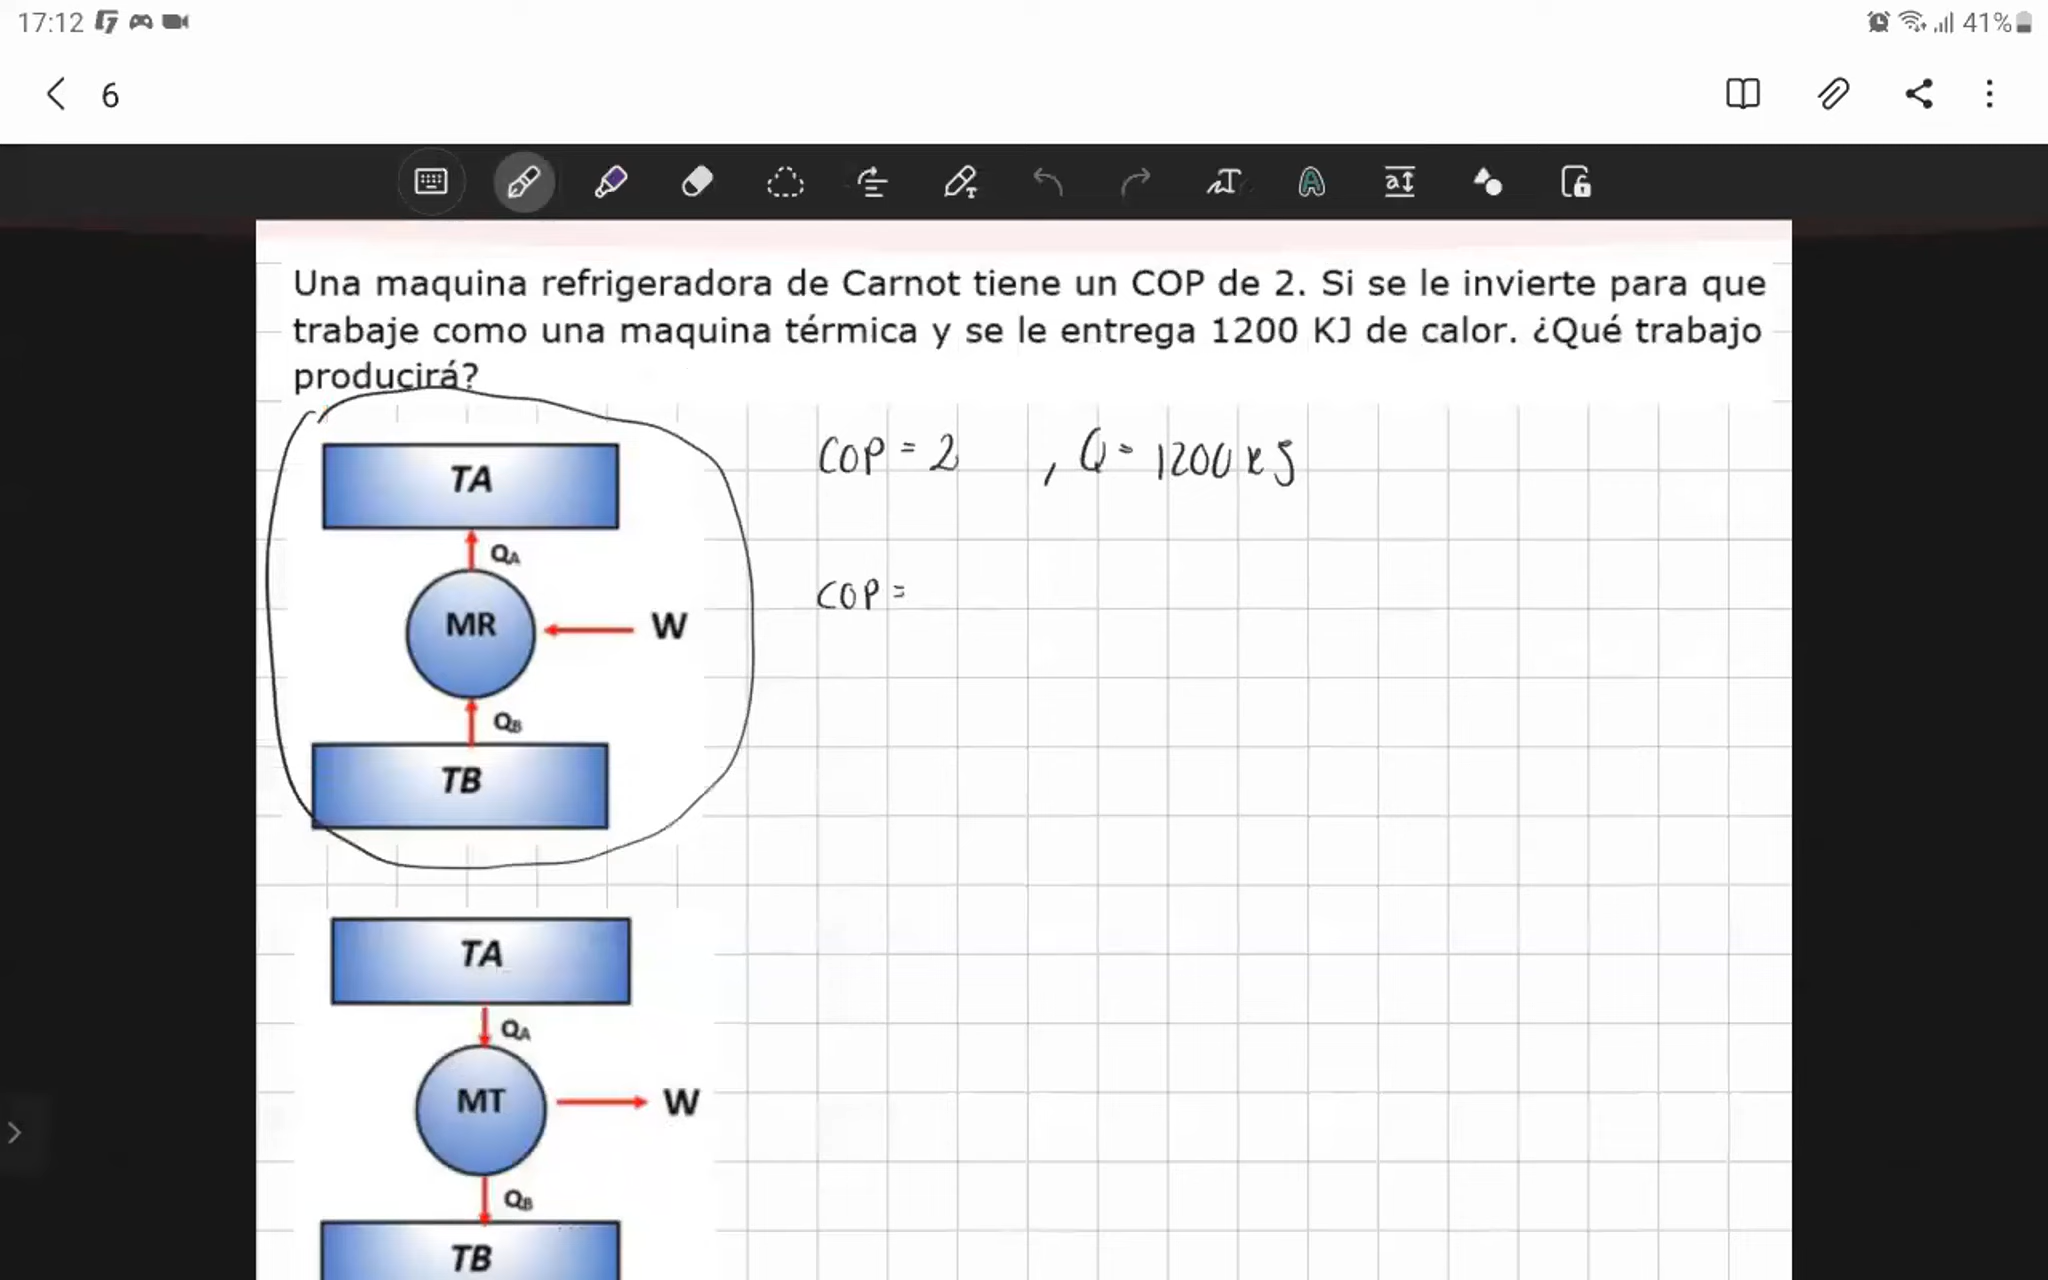 17:12
41%
6
Una maquina refrigeradora de Carnot tiene un COP de 2. Si se le invierte para que
trabaje como una maquina térmica y se le entrega 1200 KJ de calor. ¿Qué trabajo
producirá?
COP = 2 , Q = 1200 KJ
TA
QA
COP =
MR
W
QB
TB
TA
QA
MT
W
QB
TB